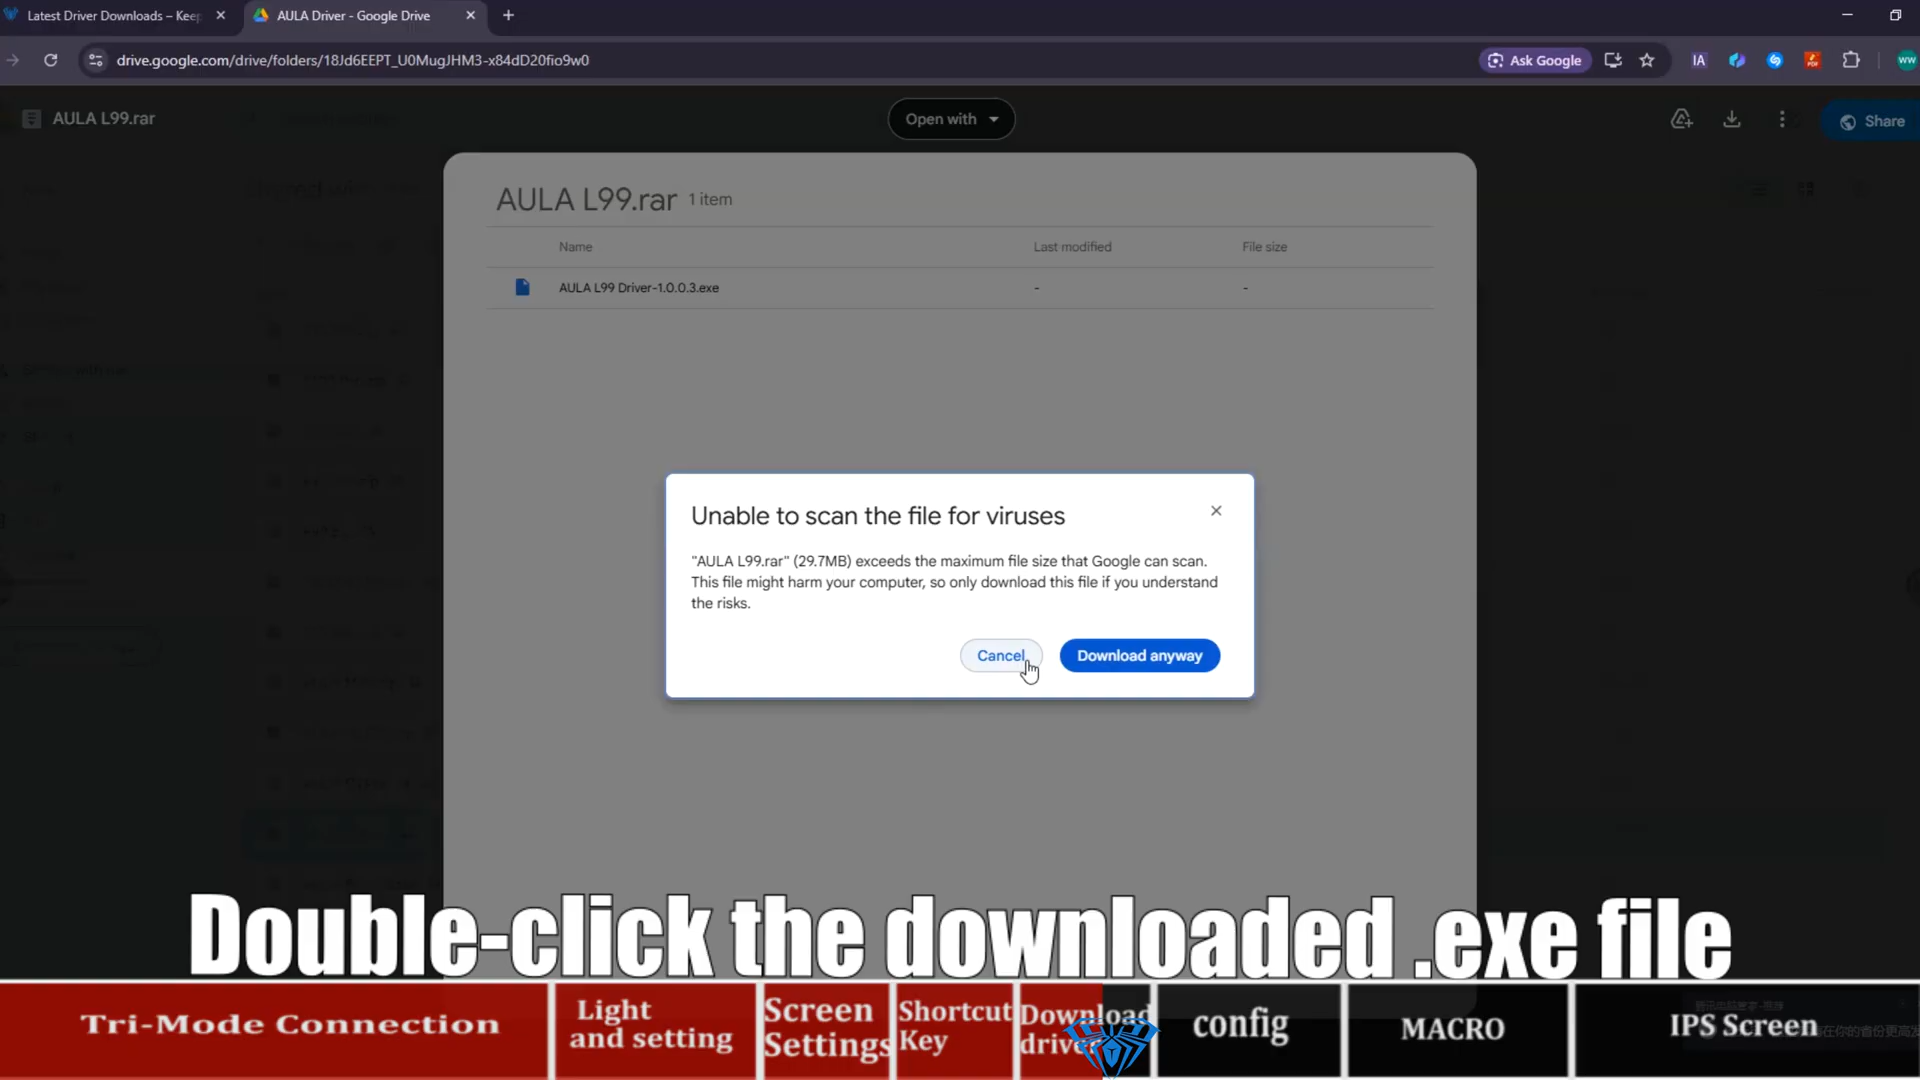 Latest Driver Downloads – Keep
AULA Driver - Google Drive
drive.google.com/drive/folders/18Jd6EEPT_U0MugJHM3-x84dD20fio9w0
Ask Google
IA
PDF
WW
AULA L99.rar
Open with
Share
AULA L99.rar 1 item
Name Last modified File size
AULA L99 Driver-1.0.0.3.exe - -
Unable to scan the file for viruses
"AULA L99.rar" (29.7MB) exceeds the maximum file size that Google can scan.
This file might harm your computer, so only download this file if you understand
the risks.
Cancel
Download anyway
Double-click the downloaded .exe file
Tri-Mode Connection
Light
and setting
Screen
Settings
Shortcut
Key
Download
driver
config
MACRO
IPS Screen